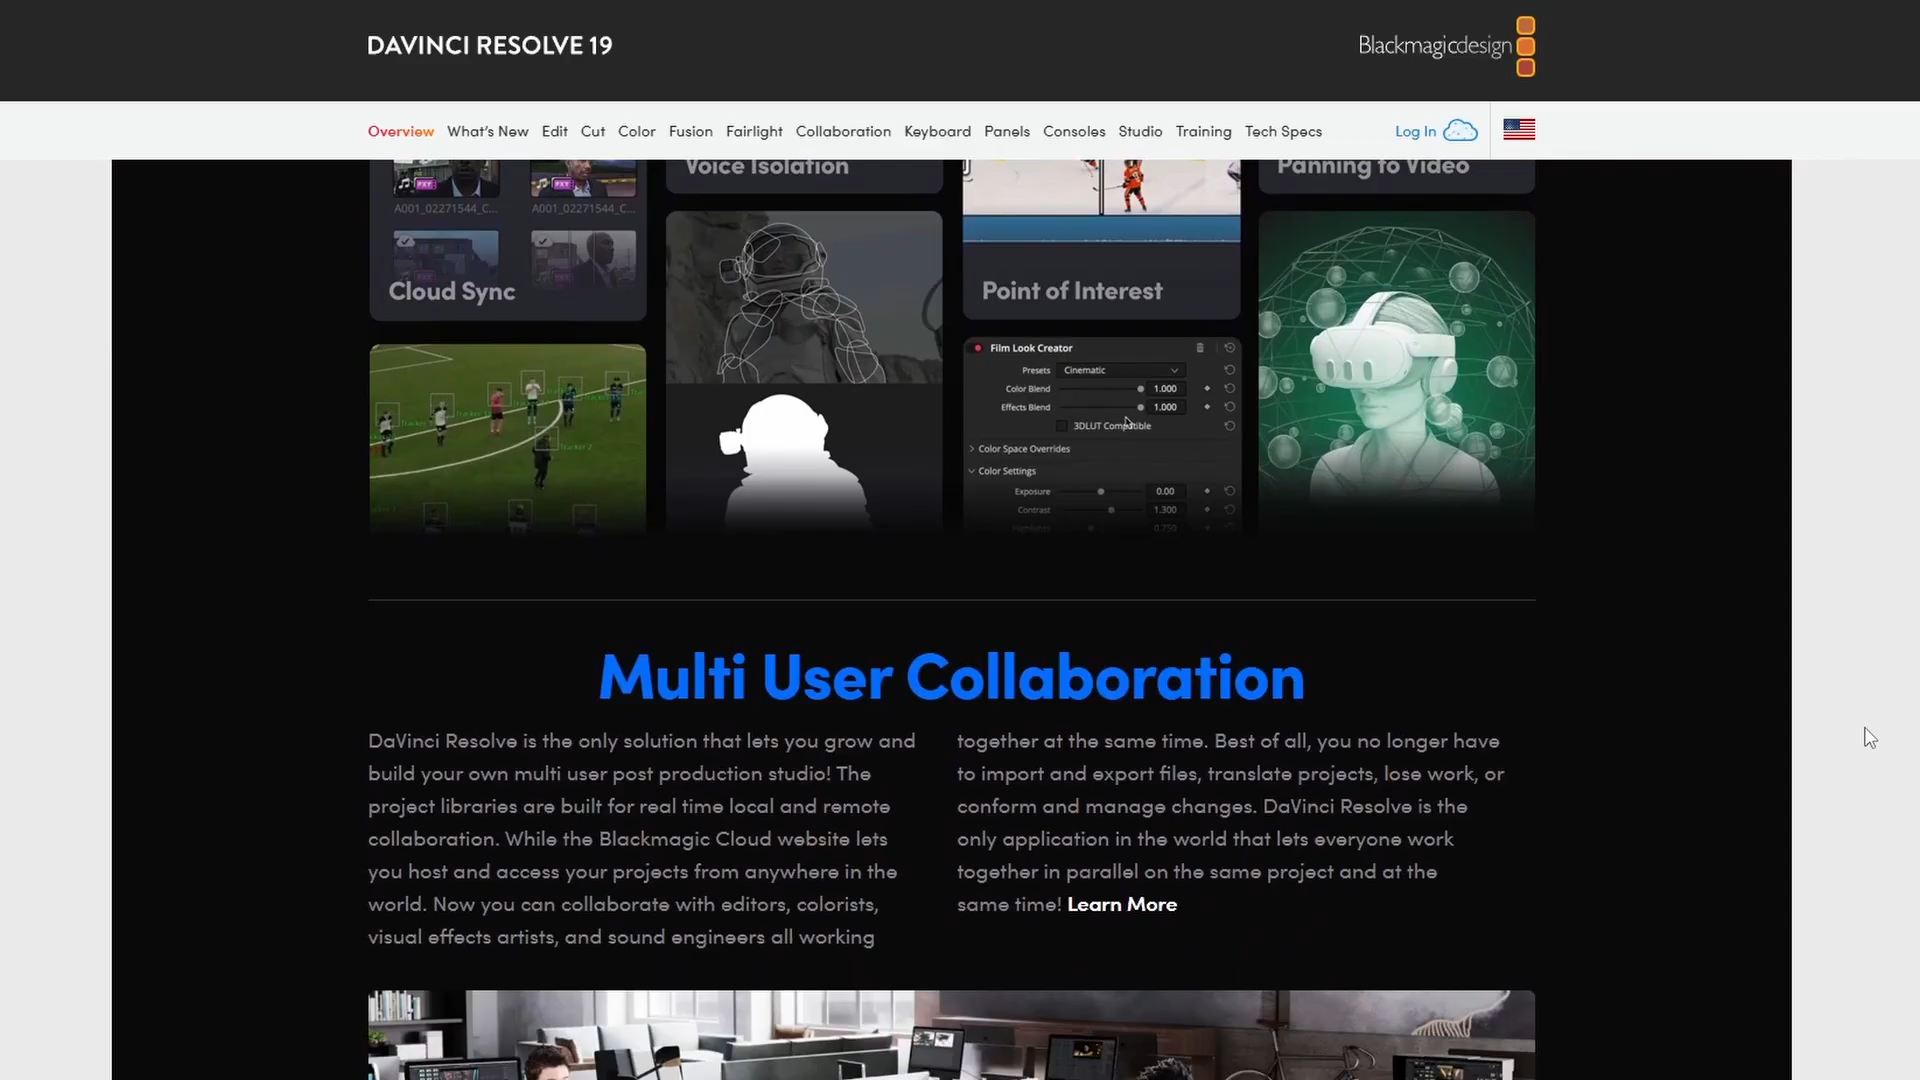 DAVINCI RESOLVE 19
Blackmagicdesign
Overview What's New Edit Cut Color Fusion Fairlight Collaboration Keyboard Panels Consoles Studio Training Tech Specs Log In
Voice Isolation
Panning to Video
PXY PXY
A001_02271544_C... A001_02271544_C...
PXY PXY
Cloud Sync
Point of Interest
Film Look Creator
Presets Cinematic
Color Blend 1.000
Effects Blend 1.000
3DLUT Compatible
Color Space Overrides
Color Settings
Exposure 0.00
Contrast 1.300
Highlights 0.750
Multi User Collaboration
DaVinci Resolve is the only solution that lets you grow and
build your own multi user post production studio! The
project libraries are built for real time local and remote
collaboration. While the Blackmagic Cloud website lets
you host and access your projects from anywhere in the
world. Now you can collaborate with editors, colorists,
visual effects artists, and sound engineers all working
together at the same time. Best of all, you no longer have
to import and export files, translate projects, lose work, or
conform and manage changes. DaVinci Resolve is the
only application in the world that lets everyone work
together in parallel on the same project and at the
same time! Learn More